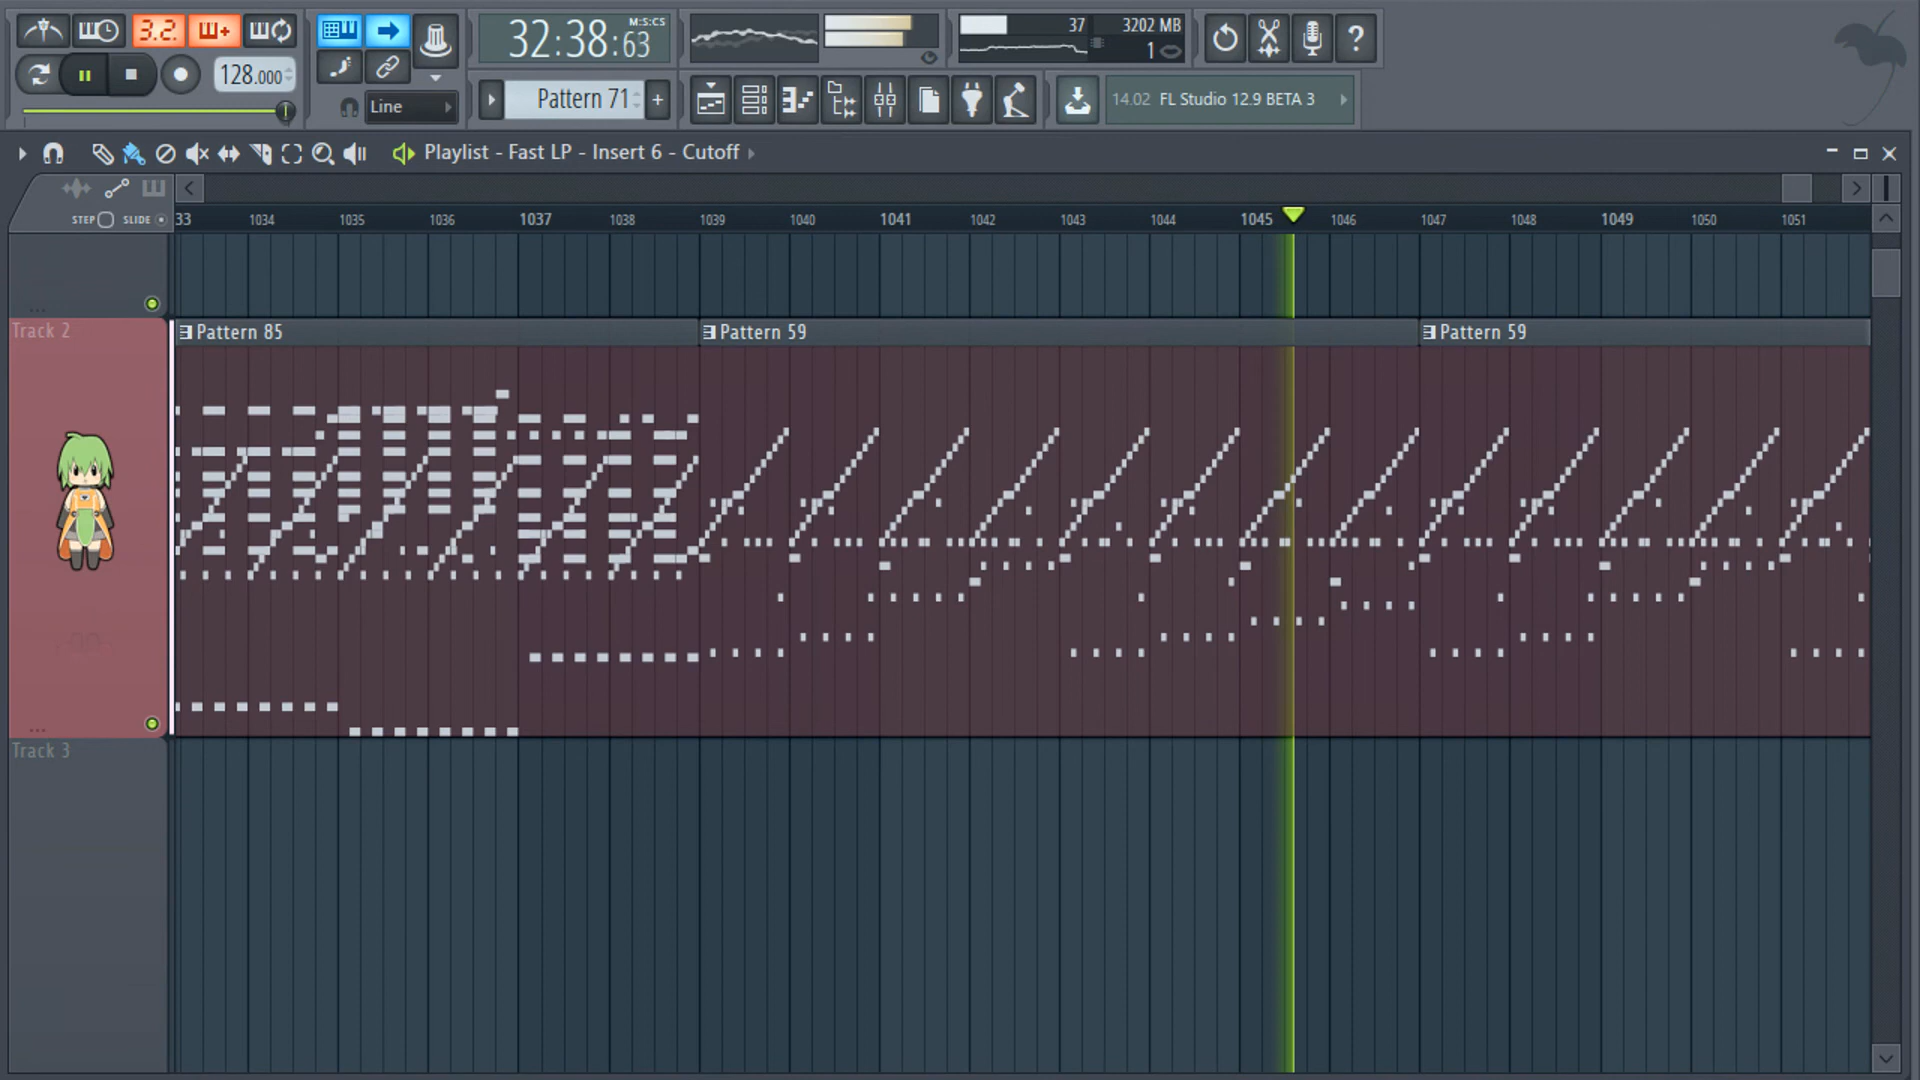 3.2.
128.000
32:38:63
M:S:CS
37
3202 MB
1
Line
Pattern 71
14.02 FL Studio 12.9 BETA 3
Playlist - Fast LP - Insert 6 - Cutoff
STEP SLIDE
33 1034 1035 1036 1037 1038 1039 1040 1041 1042 1043 1044 1045 1046 1047 1048 1049 1050 1051
Track 2
Pattern 85
Pattern 59
Pattern 59
Track 3